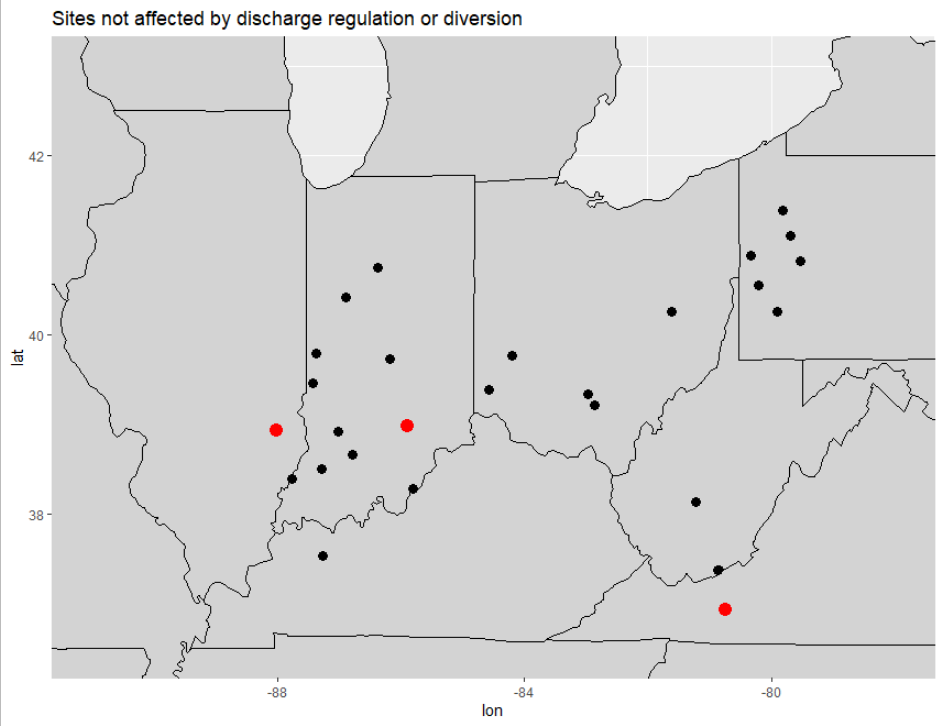 Sites not affected by discharge regulation or diversion
42
40
38
lat
-88
-84
-80
lon